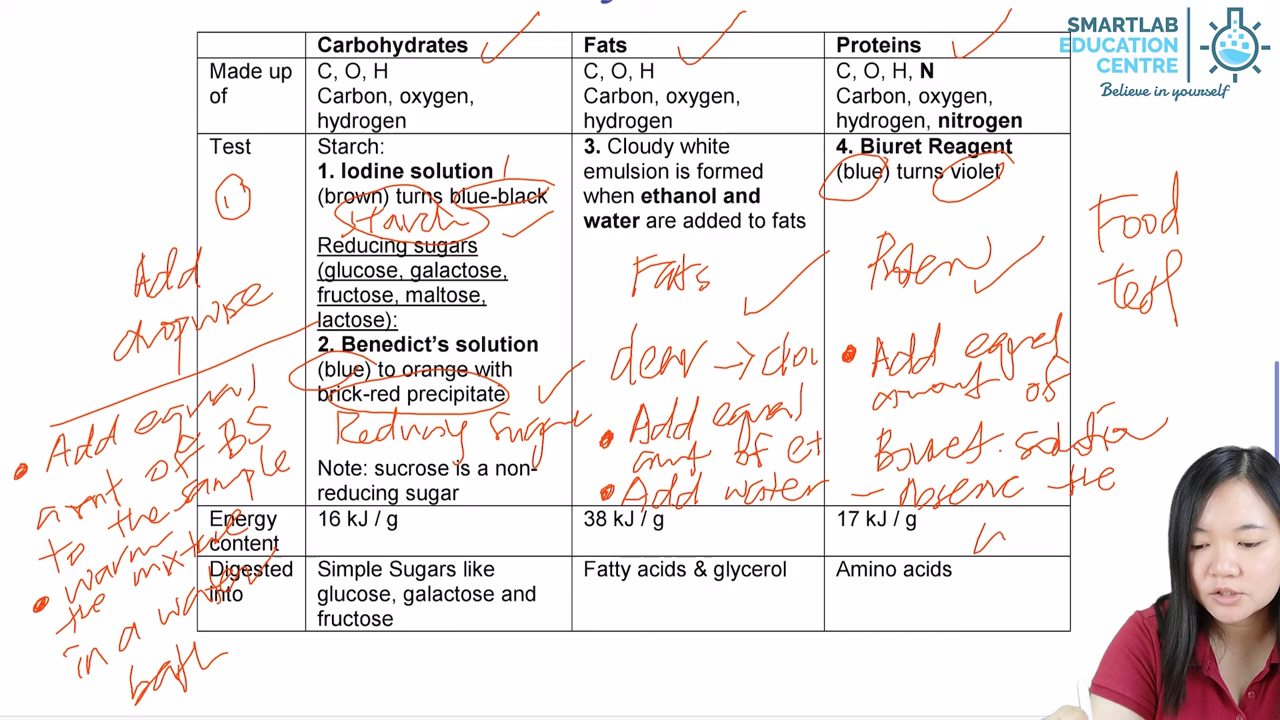 SMARTLAB
EDUCATION
CENTRE
Believe in yourself
Carbohydrates
Fats
Proteins
Made up
of
C, O, H
Carbon, oxygen,
hydrogen
C, O, H
Carbon, oxygen,
hydrogen
C, O, H, N
Carbon, oxygen,
hydrogen, nitrogen
Test
1
Starch:
1. Iodine solution
(brown) turns blue-black
Starch
Reducing sugars
(glucose, galactose,
fructose, maltose,
lactose):
2. Benedict's solution
(blue) to orange with
brick-red precipitate
Reducing sugar
Note: sucrose is a non-
reducing sugar
3. Cloudy white
emulsion is formed
when ethanol and
water are added to fats
Fats
clear → clou
Add equal
amt of et
Add water
4. Biuret Reagent
(blue) turns violet
Protein
Add equal
amount of
Biuret solution
- Observe the
Food
test
Add
dropwise
Add equal
amount of BS
to the sample
warm
the mixture
in a water
bath
Energy
content
16 kJ / g
38 kJ / g
17 kJ / g
Digested
into
Simple Sugars like
glucose, galactose and
fructose
Fatty acids & glycerol
Amino acids